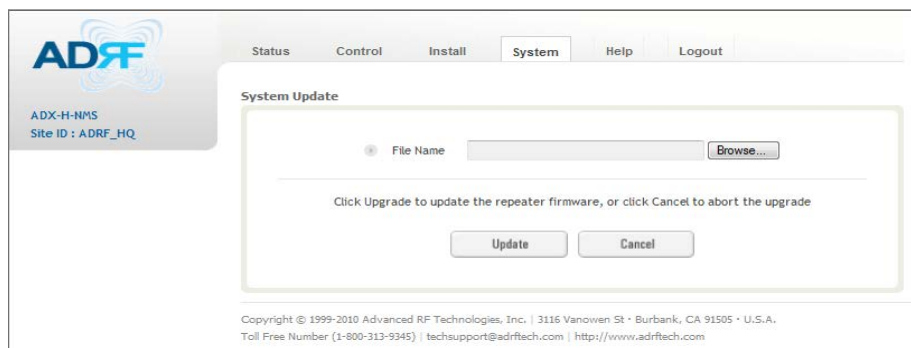 ADRF
Status Control Install System Help Logout
ADX-H-NMS
Site ID : ADRF_HQ
System Update
File Name Browse...
Click Upgrade to update the repeater firmware, or click Cancel to abort the upgrade
Update Cancel
Copyright © 1999-2010 Advanced RF Technologies, Inc. | 3116 Vanowen St · Burbank, CA 91505 · U.S.A.
Toll Free Number (1-800-313-9345) | techsupport@adrftech.com | http://www.adrftech.com